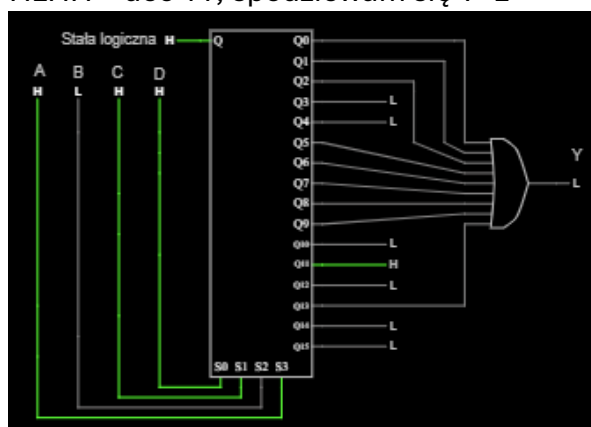 Stała logiczna H Q Q0
Q1
A B C D
H L H H
Q2
Q3 L
Q4 L
Q5
Q6
Y
Q7 L
Q8
Q9
Q10 L
Q11 H
Q12 L
Q13
Q14 L
Q15 L
S0 S1 S2 S3